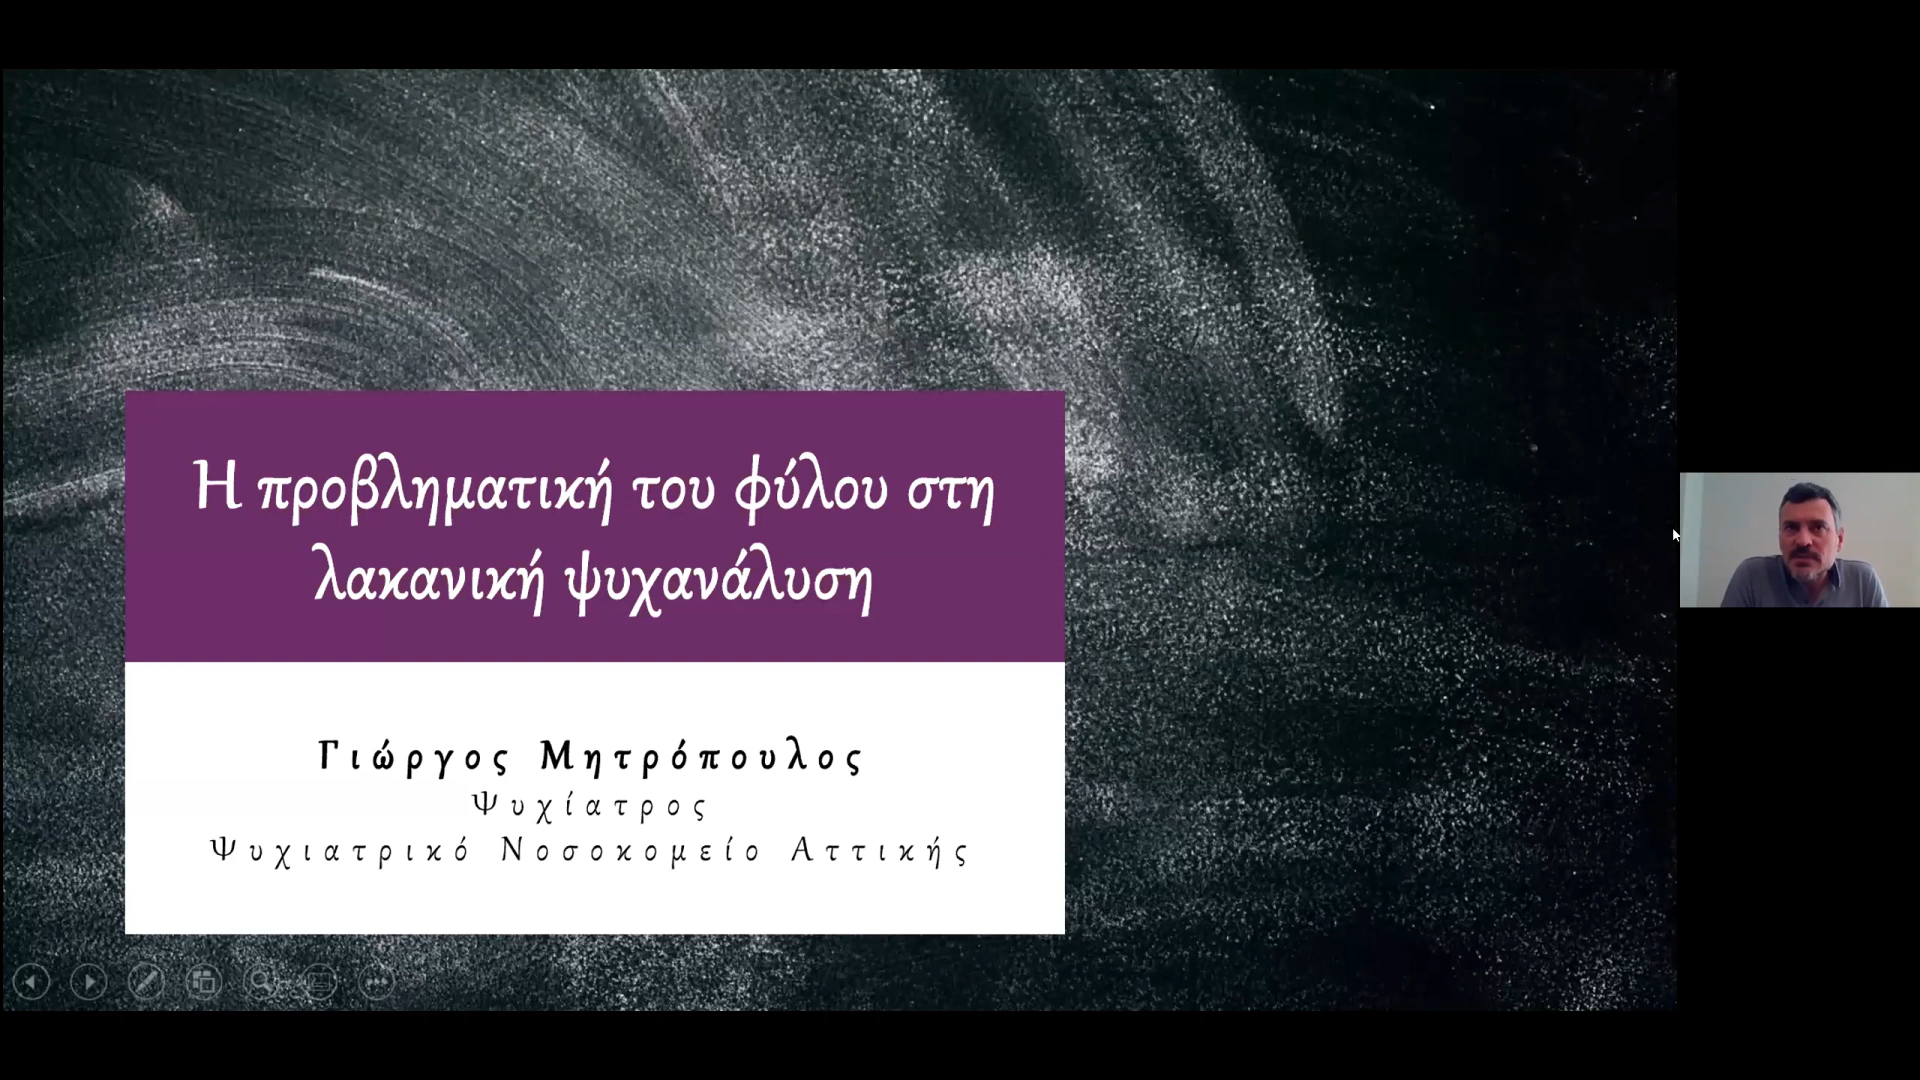 Η προβληματική του φύλου στη
λακανική ψυχανάλυση
Γιώργος Μητρόπουλος
Ψυχίατρος
Ψυχιατρικό Νοσοκομείο Αττικής